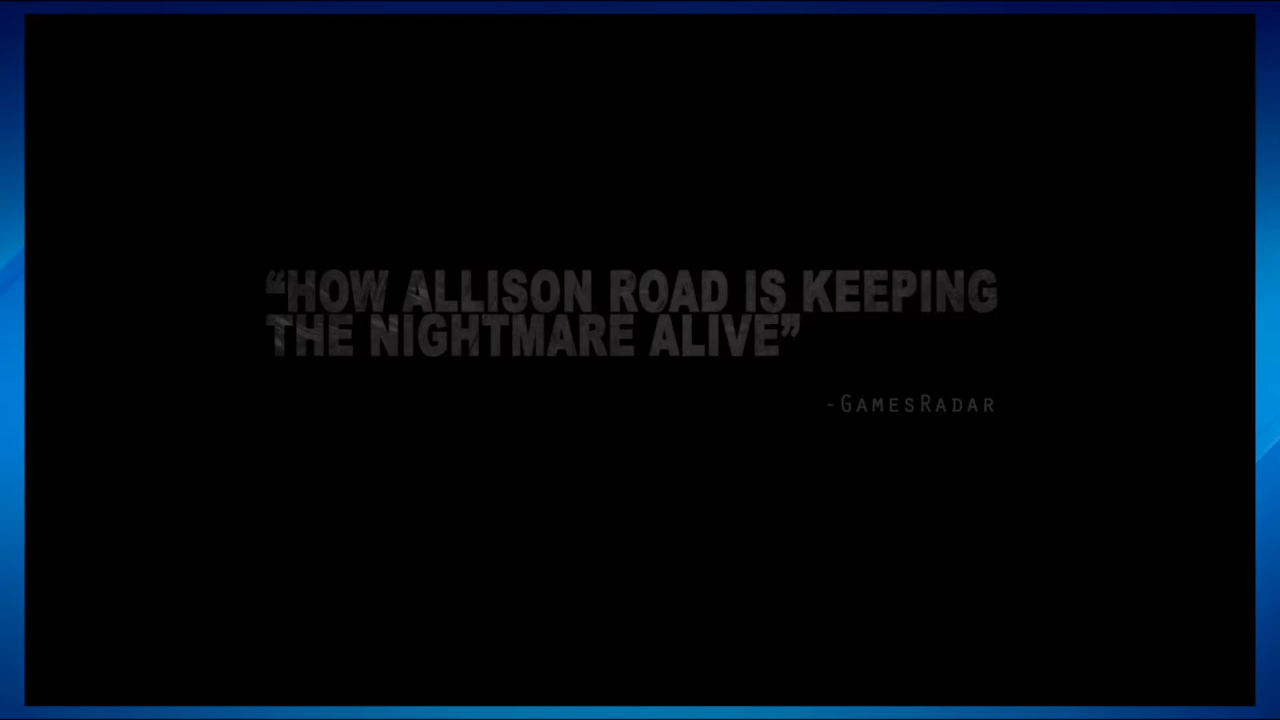 “HOW ALLISON ROAD IS KEEPING
THE NIGHTMARE ALIVE”
-GAMESRADAR